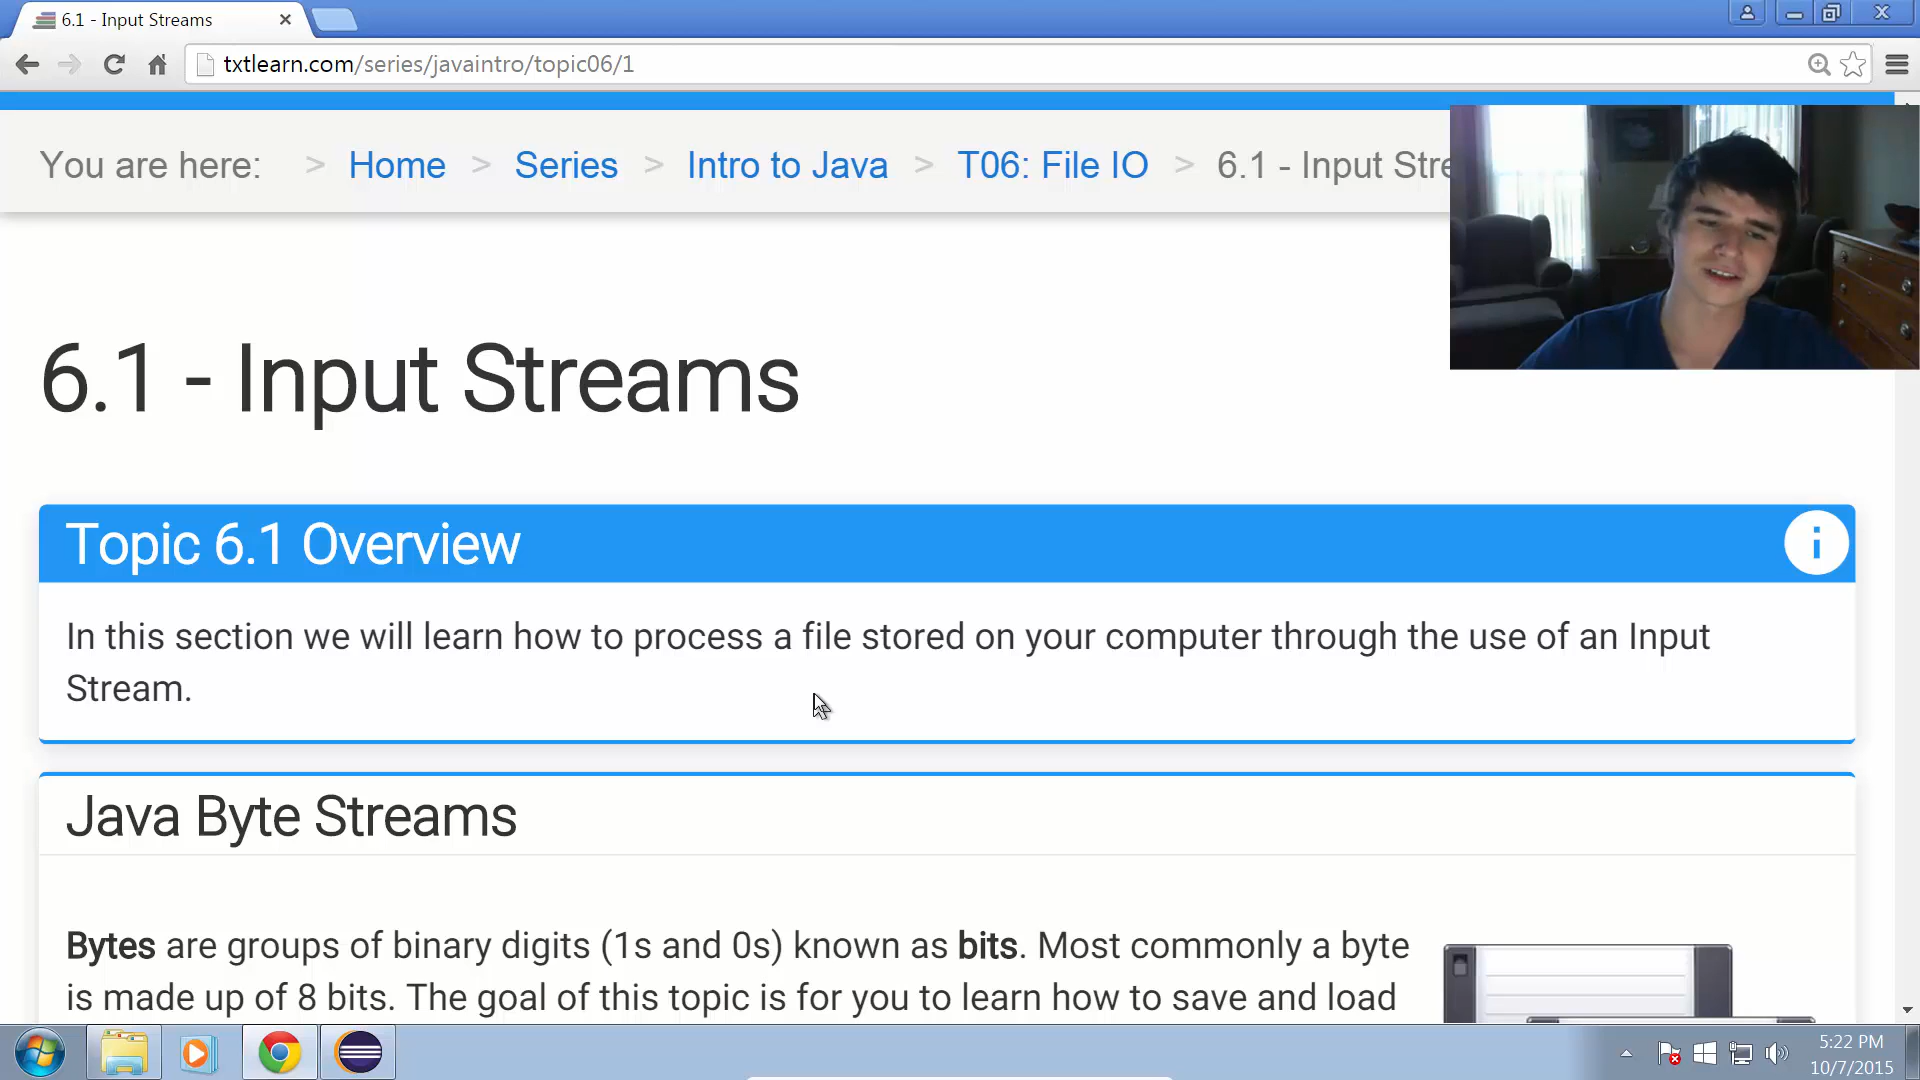 6.1 - Input Streams
txtlearn.com/series/javaintro/topic06/1
You are here: > Home > Series > Intro to Java > T06: File IO > 6.1 - Input Stre
6.1 - Input Streams
Topic 6.1 Overview
In this section we will learn how to process a file stored on your computer through the use of an Input
Stream.
Java Byte Streams
Bytes are groups of binary digits (1s and 0s) known as bits. Most commonly a byte
is made up of 8 bits. The goal of this topic is for you to learn how to save and load
5:22 PM
10/7/2015